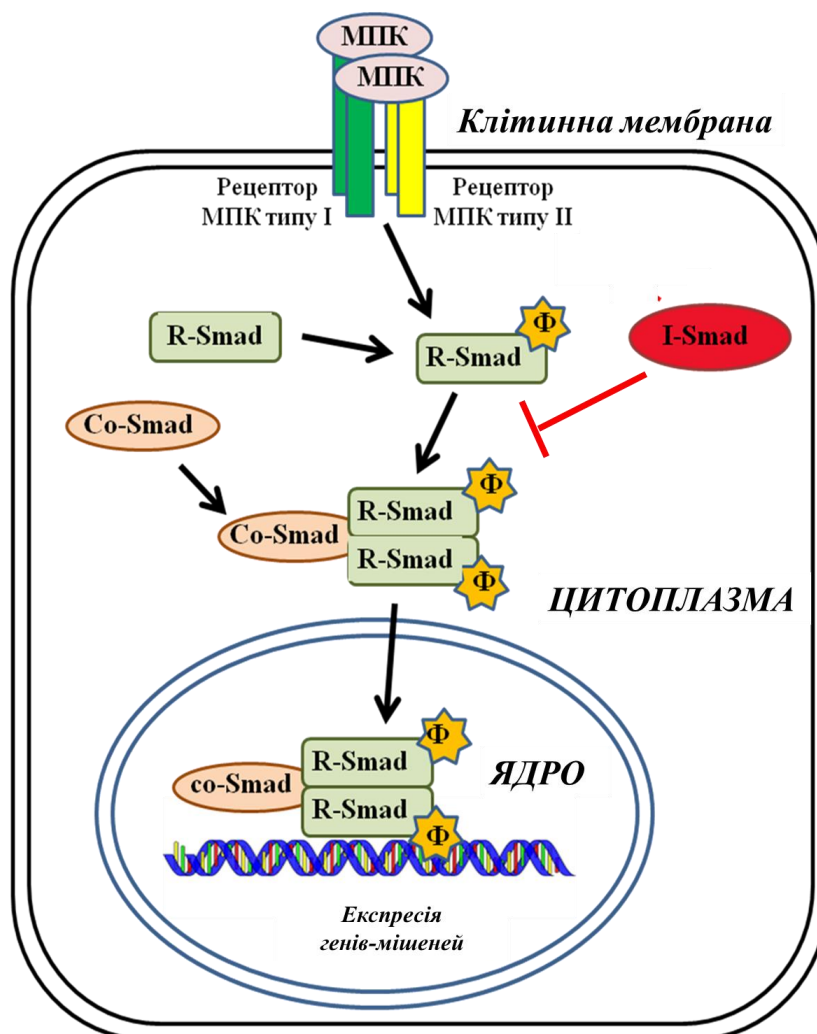 МПК
МПК
Клітинна мембрана
Рецептор
МПК типу I
Рецептор
МПК типу II
Ф
R-Smad
R-Smad
I-Smad
Co-Smad
Ф
R-Smad
Co-Smad
R-Smad
Ф
ЦИТОПЛАЗМА
Ф
R-Smad
ЯДРО
co-Smad
R-Smad
Ф
Експресія
генів-мішеней